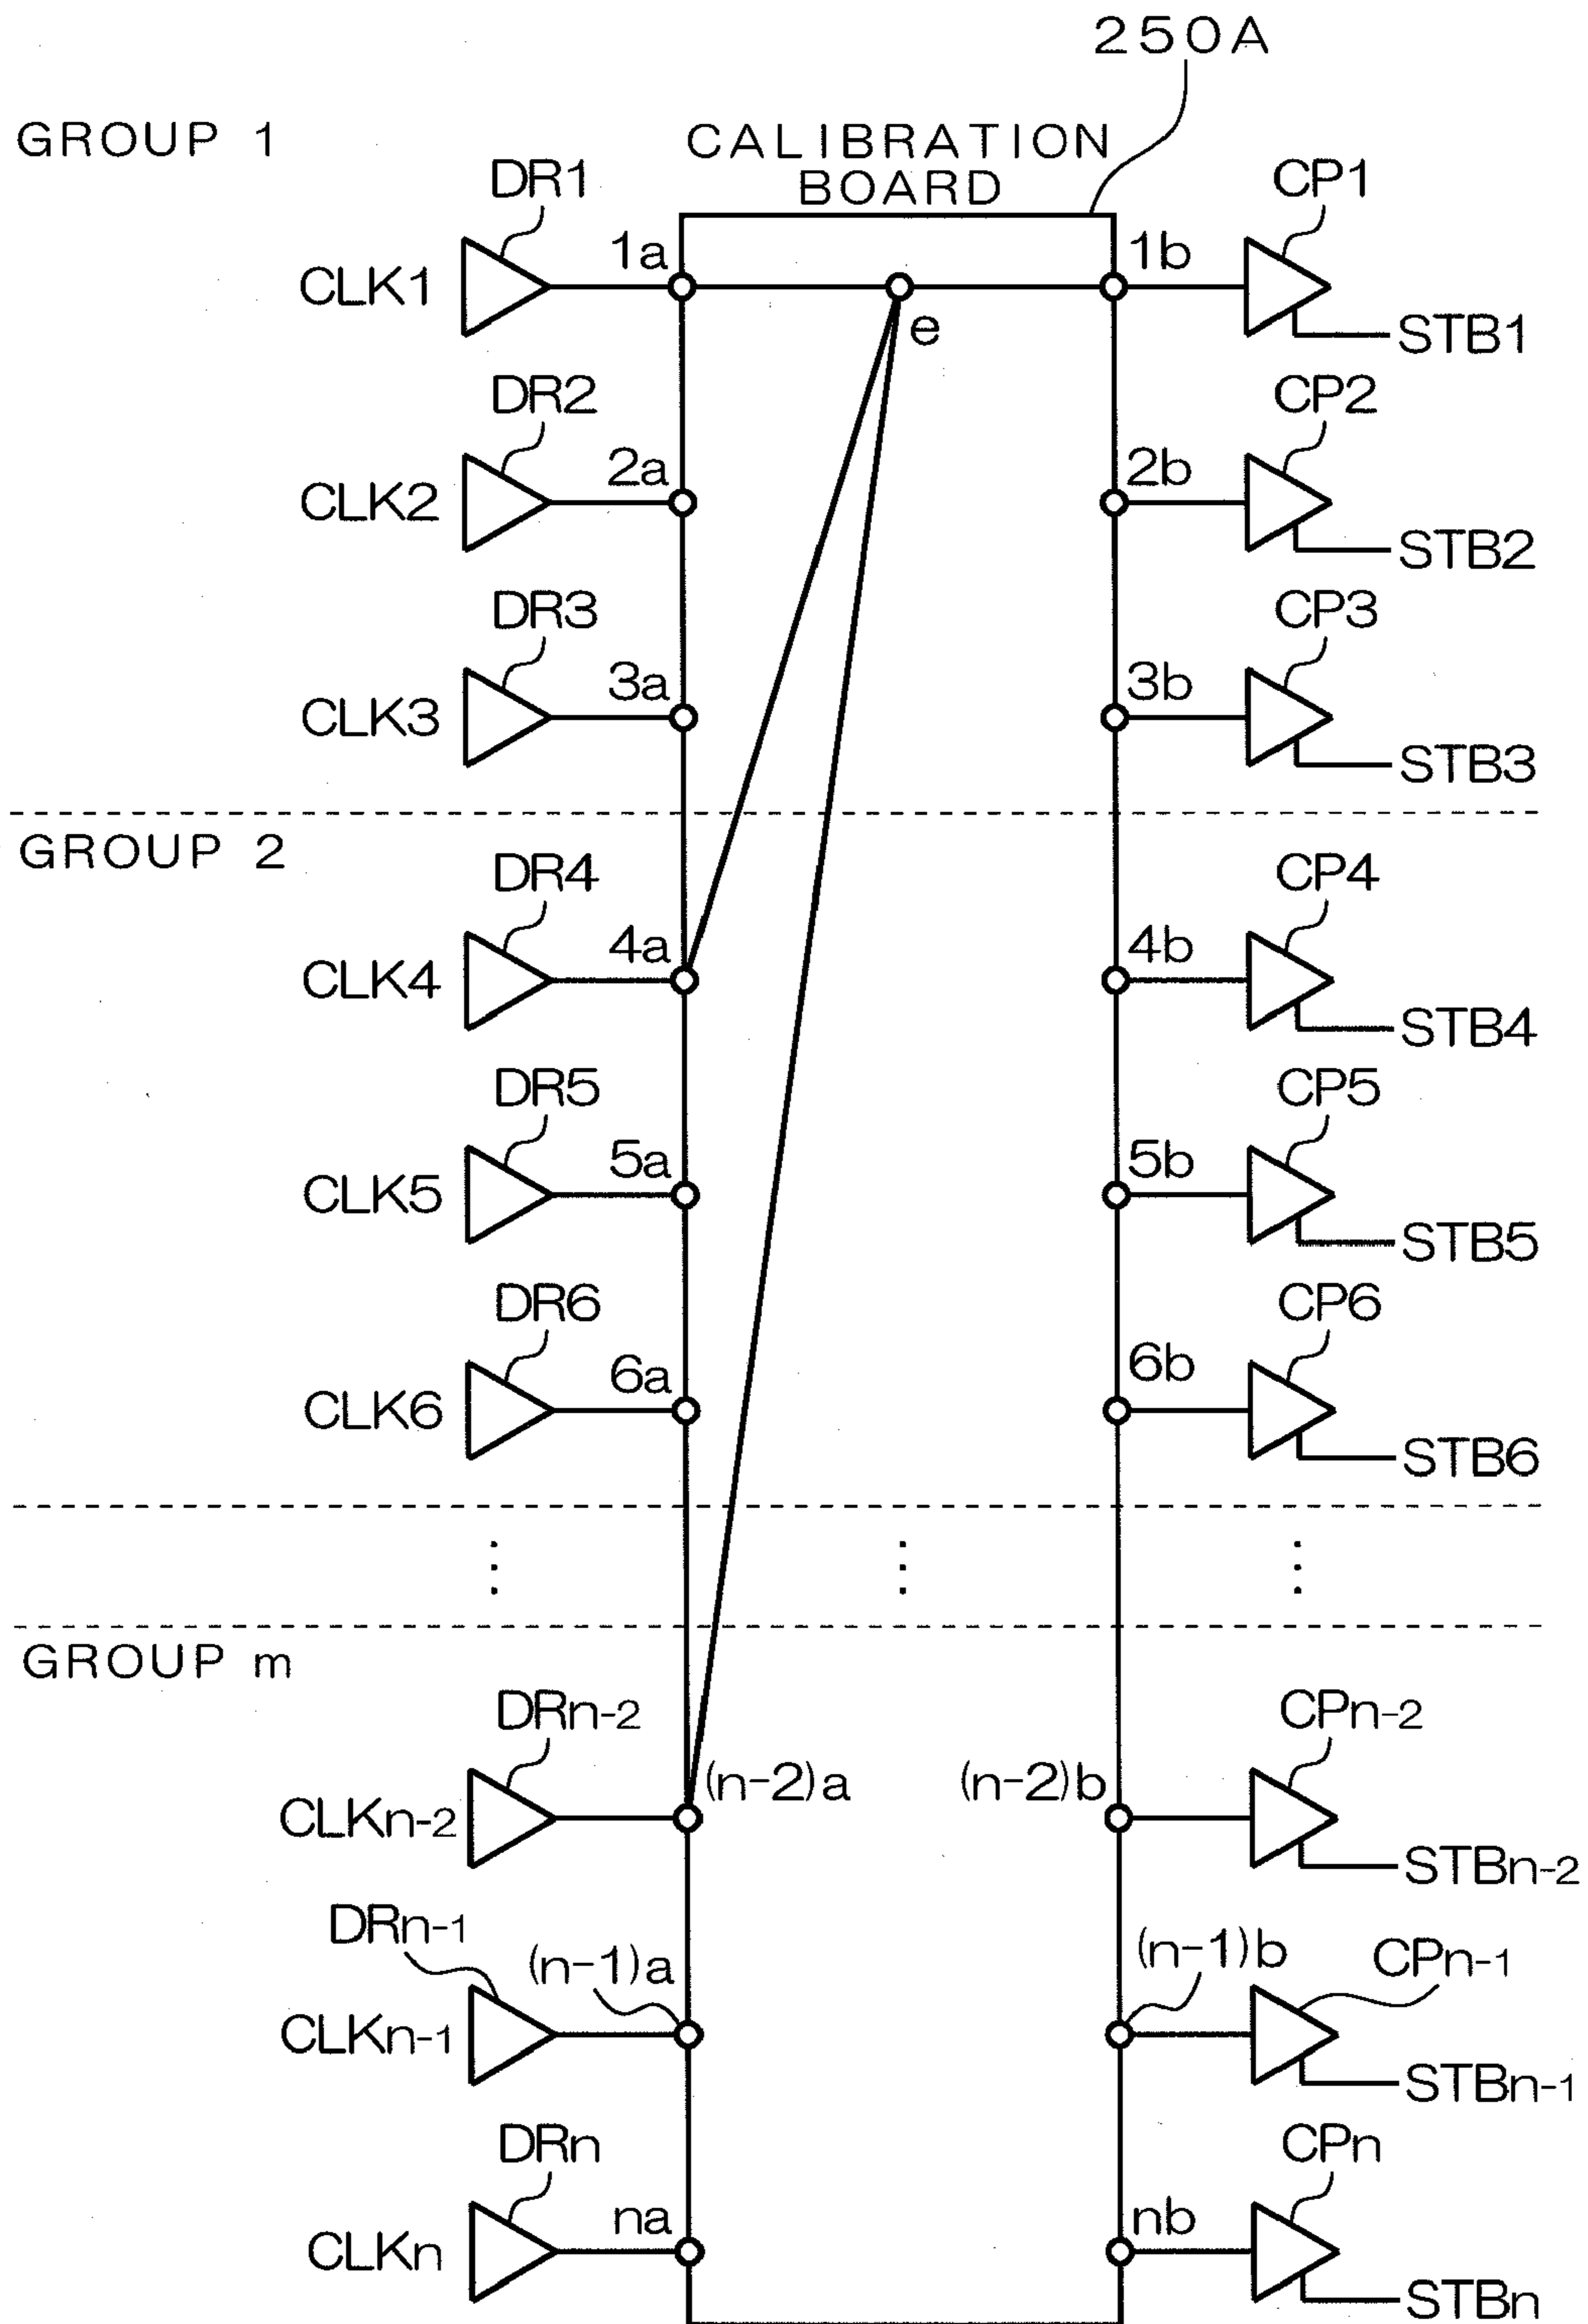 250A
GROUP 1
CALIBRATION
BOARD
DR1
CP1
1a
1b
CLK1
e
STB1
DR2
CP2
2a
2b
CLK2
STB2
DR3
CP3
3a
3b
CLK3
STB3
GROUP 2
DR4
CP4
4a
4b
CLK4
STB4
DR5
CP5
5a
5b
CLK5
STB5
DR6
CP6
6a
6b
CLK6
STB6
GROUP m
DRn-2
CPn-2
(n-2)a
(n-2)b
CLKn-2
STBn-2
DRn-1
(n-1)a
(n-1)b
CPn-1
CLKn-1
STBn-1
DRn
CPn
na
nb
CLKn
STBn